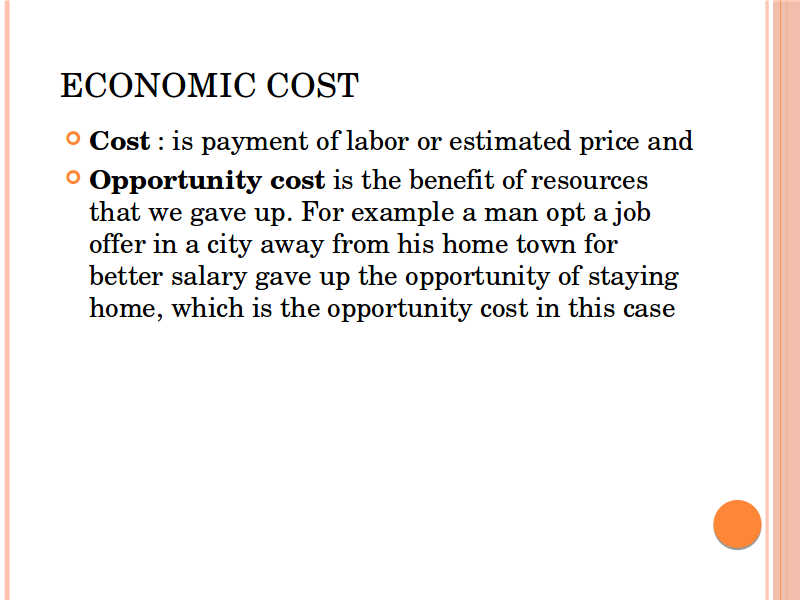 ECONOMIC COST
Cost : is payment of labor or estimated price and
Opportunity cost is the benefit of resources
that we gave up. For example a man opt a job
offer in a city away from his home town for
better salary gave up the opportunity of staying
home, which is the opportunity cost in this case